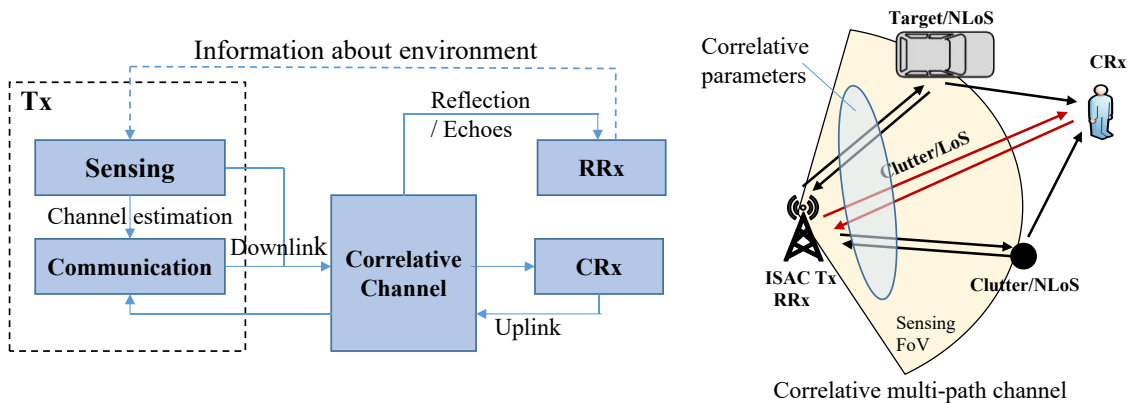 Information about environment
Tx
Reflection
/ Echoes
Sensing
RRx
Channel estimation
Communication
Downlink
Correlative
Channel
CRx
Uplink
Target/NLoS
Correlative
parameters
CRx
Clutter/LoS
ISAC Tx
RRx
Clutter/NLoS
Sensing
FoV
Correlative multi-path channel